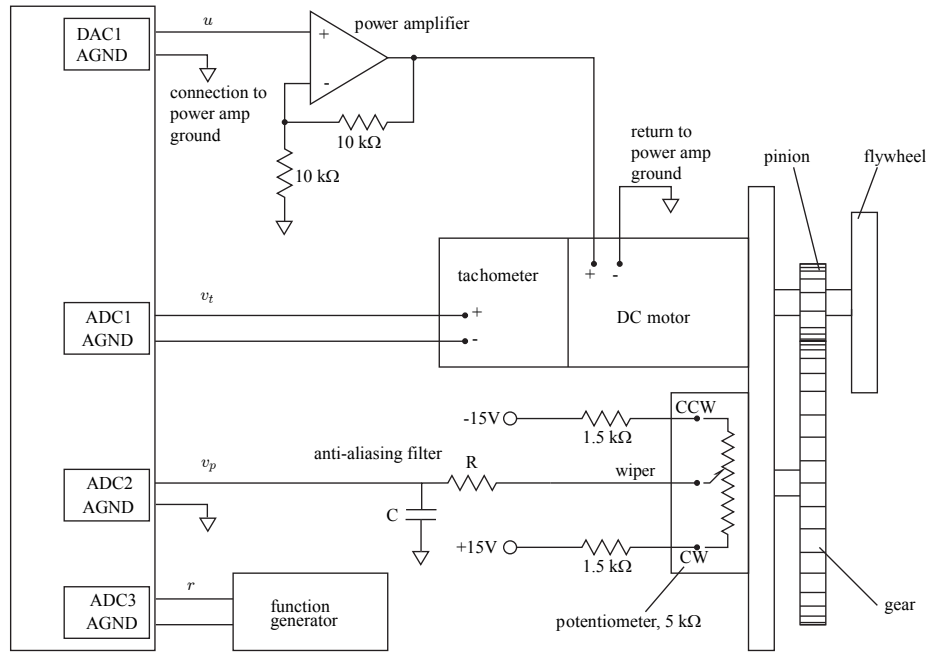 DAC1
AGND
u
+
-
power amplifier
connection to
power amp
ground
10 kΩ
10 kΩ
return to
power amp
ground
pinion
flywheel
ADC1
AGND
v_t
tachometer
+
-
+
-
DC motor
-15V
1.5 kΩ
CCW
anti-aliasing filter
R
wiper
ADC2
AGND
v_p
C
+15V
1.5 kΩ
CW
potentiometer, 5 kΩ
gear
ADC3
AGND
r
function
generator